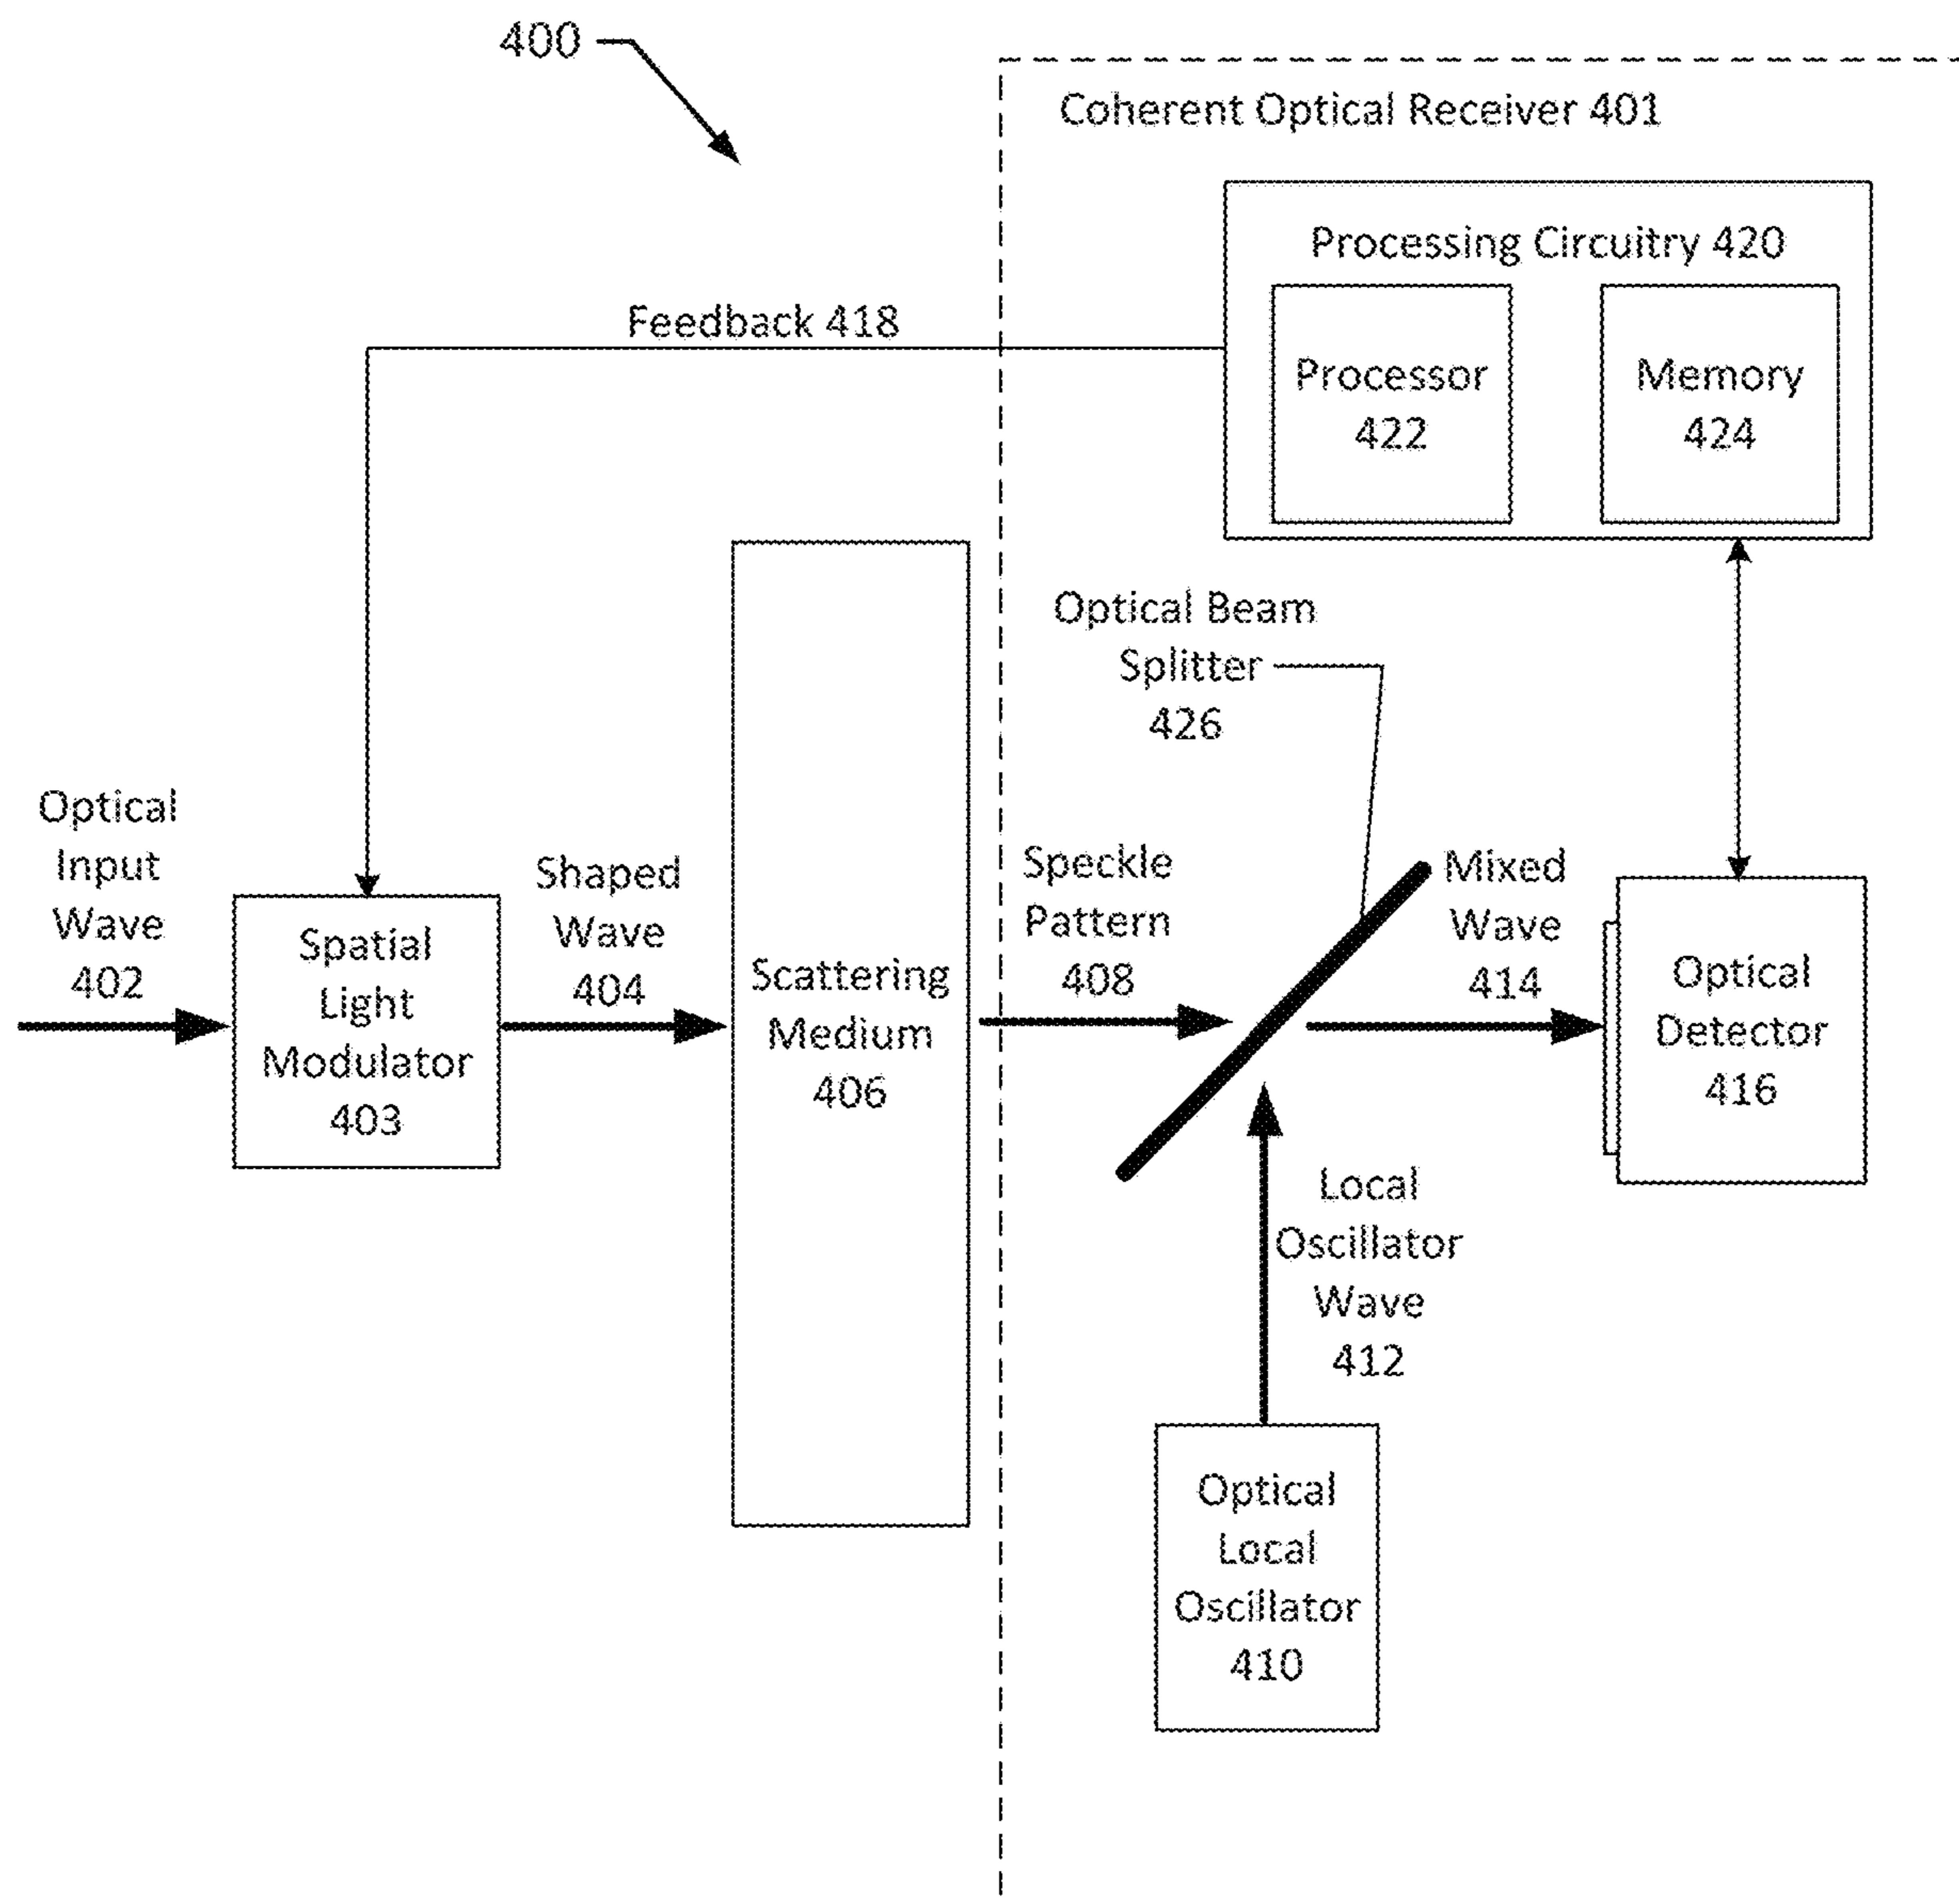 400
Coherent Optical Receiver 401
Processing Circuitry 420
Feedback 418
Processor
422
Memory
424
Optical Beam
Splitter
426
Optical
Input
Wave
402
Spatial
Light
Modulator
403
Shaped
Wave
404
Scattering
Medium
406
Speckle
Pattern
408
Mixed
Wave
414
Optical
Detector
416
Local
Oscillator
Wave
412
Optical
Local
Oscillator
410